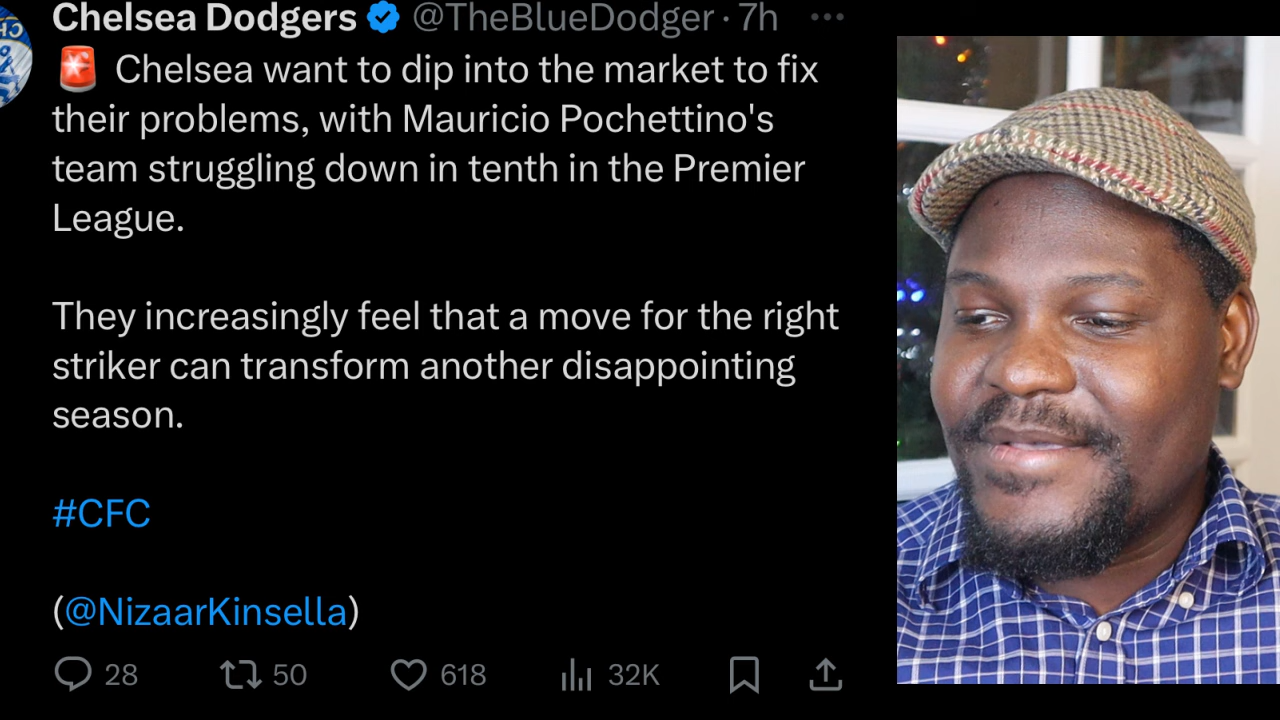 Chelsea Dodgers @TheBlueDodger · 7h
🚨 Chelsea want to dip into the market to fix
their problems, with Mauricio Pochettino's
team struggling down in tenth in the Premier
League.
They increasingly feel that a move for the right
striker can transform another disappointing
season.
#CFC
(@NizaarKinsella)
28 50 618 32K